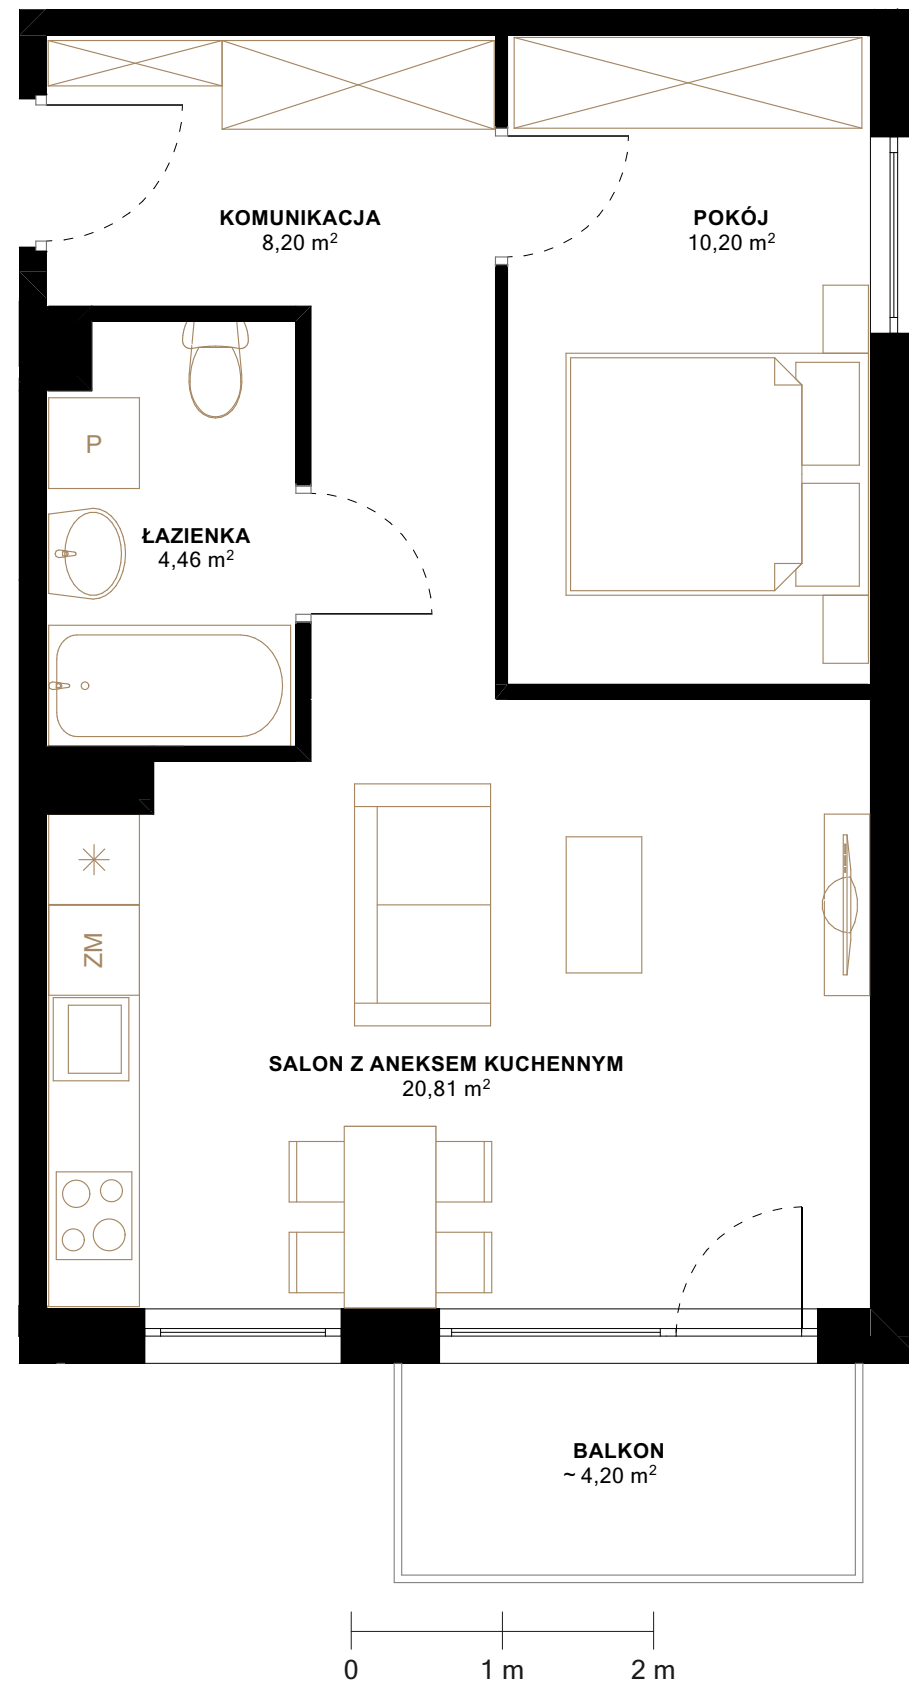 KOMUNIKACJA
8,20 m²
POKÓJ
10,20 m²
P
ŁAZIENKA
4,46 m²
ZM
SALON Z ANEKSEM KUCHENNYM
20,81 m²
BALKON
~ 4,20 m²
0 1 m 2 m